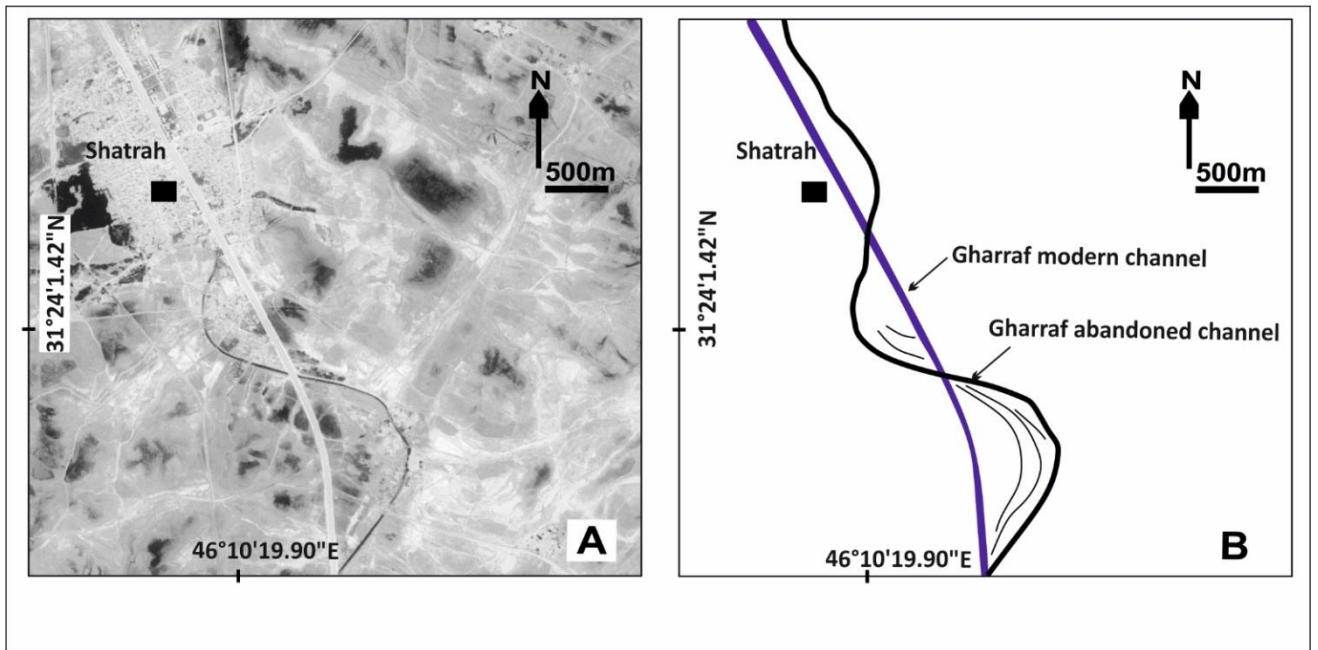 N
500m
Shatrah
31°24'1.42"N
46°10'19.90"E
A
N
500m
Shatrah
31°24'1.42"N
Gharraf modern channel
Gharraf abandoned channel
46°10'19.90"E
B